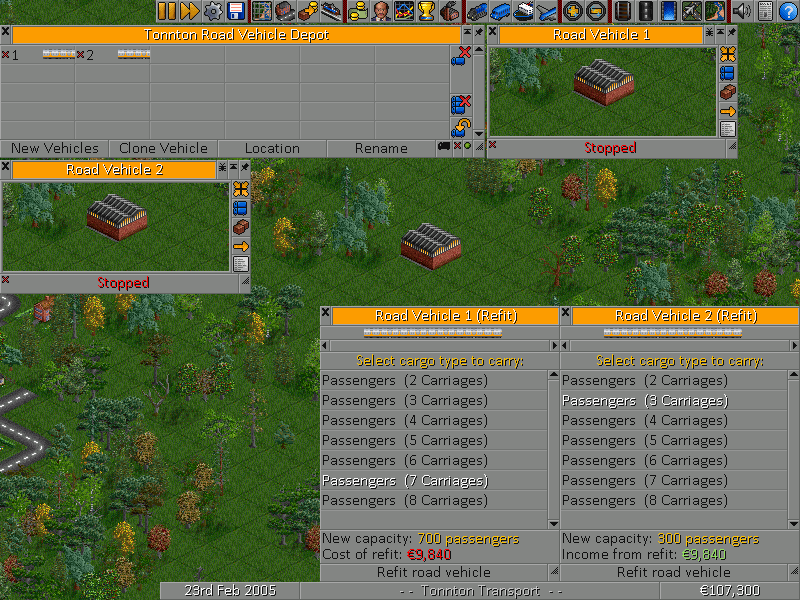 Tonnton Road Vehicle Depot
1
2
New Vehicles
Clone Vehicle
Location
Rename
Road Vehicle 1
Stopped
Road Vehicle 2
Stopped
Road Vehicle 1 (Refit)
Select cargo type to carry:
Passengers (2 Carriages)
Passengers (3 Carriages)
Passengers (4 Carriages)
Passengers (5 Carriages)
Passengers (6 Carriages)
Passengers (7 Carriages)
Passengers (8 Carriages)
New capacity: 700 passengers
Cost of refit: €9,840
Refit road vehicle
Road Vehicle 2 (Refit)
Select cargo type to carry:
Passengers (2 Carriages)
Passengers (3 Carriages)
Passengers (4 Carriages)
Passengers (5 Carriages)
Passengers (6 Carriages)
Passengers (7 Carriages)
Passengers (8 Carriages)
New capacity: 300 passengers
Income from refit: €9,840
Refit road vehicle
23rd Feb 2005
- - Tonnton Transport - -
€107,300